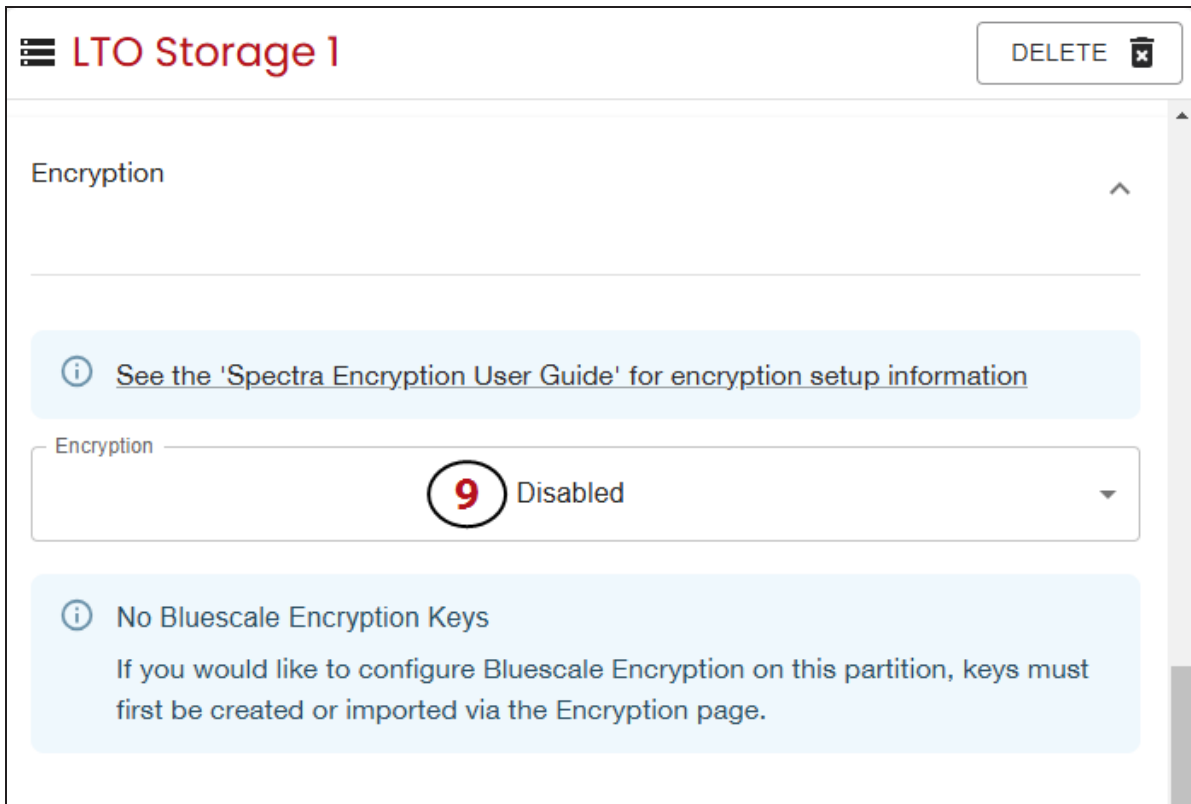 LTO Storage 1
DELETE
Encryption
See the 'Spectra Encryption User Guide' for encryption setup information
Encryption
9 Disabled
No Bluescale Encryption Keys
If you would like to configure Bluescale Encryption on this partition, keys must
first be created or imported via the Encryption page.